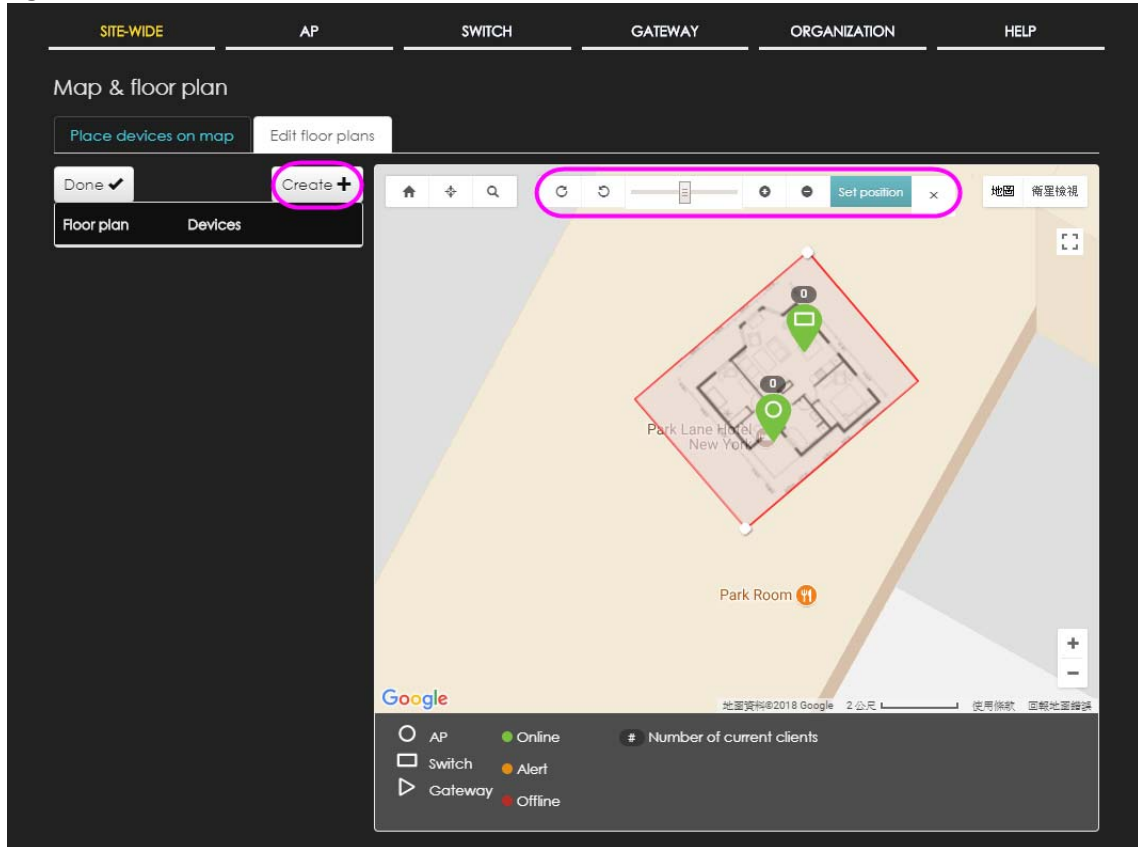 SITE-WIDE AP SWITCH GATEWAY ORGANIZATION HELP
Map & floor plan
Place devices on map Edit floor plans
Done Create
Set position × 地圖 衛星檢視
Floor plan Devices
0
0
Park Lane Hotel
New York
Park Room
+
−
Google 地圖資料©2018 Google 2 公尺 使用條款 回報地圖錯誤
AP Online # Number of current clients
Switch Alert
Gateway Offline